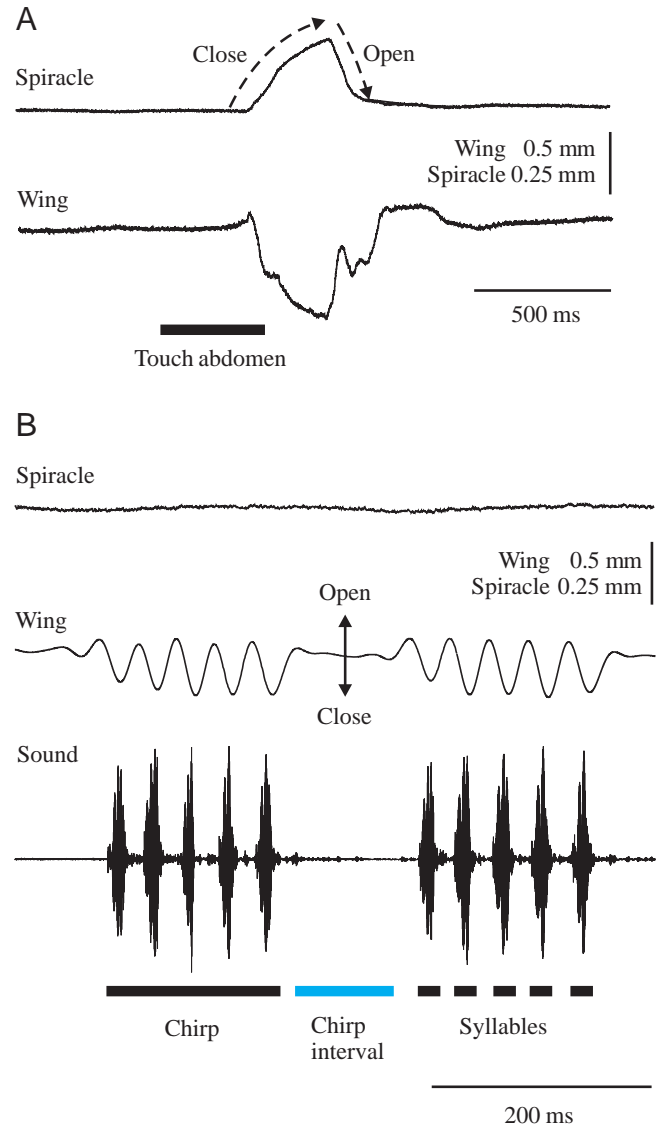 A
Close
Open
Spiracle
Wing 0.5 mm
Spiracle 0.25 mm
Wing
500 ms
Touch abdomen
B
Spiracle
Wing 0.5 mm
Spiracle 0.25 mm
Open
Wing
Close
Sound
Chirp
Chirp
interval
Syllables
200 ms